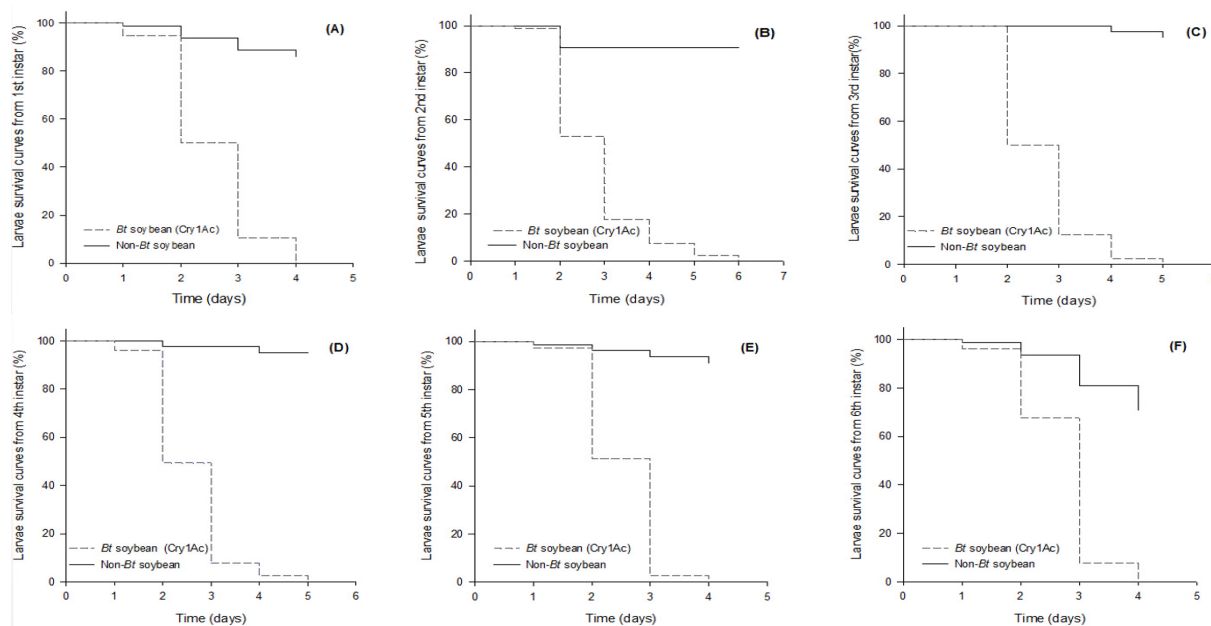 (A)
Larvae survival curves from 1st instar (%)
100
80
60
40
20
0
Bt soybean (Cry1Ac)
Non-Bt soybean
0 1 2 3 4 5
Time (days)
(B)
Larvae survival curves from 2nd instar (%)
100
80
60
40
20
0
Bt soybean (Cry1Ac)
Non-Bt soybean
0 1 2 3 4 5 6 7
Time (days)
(C)
Larvae survival curves from 3rd instar(%)
100
80
60
40
20
0
Bt soybean (Cry1Ac)
Non-Bt soybean
0 1 2 3 4 5
Time (days)
(D)
Larvae survival curves from 4th instar (%)
100
80
60
40
20
0
Bt soybean (Cry1Ac)
Non-Bt soybean
0 1 2 3 4 5 6
Time (days)
(E)
Larvae survival curves from 5th instar (%)
100
80
60
40
20
0
Bt soybean (Cry1Ac)
Non-Bt soybean
0 1 2 3 4 5
Time (days)
(F)
Larvae survival curves from 6th instar (%)
100
80
60
40
20
0
Bt soybean (Cry1Ac)
Non-Bt soybean
0 1 2 3 4 5
Time (days)